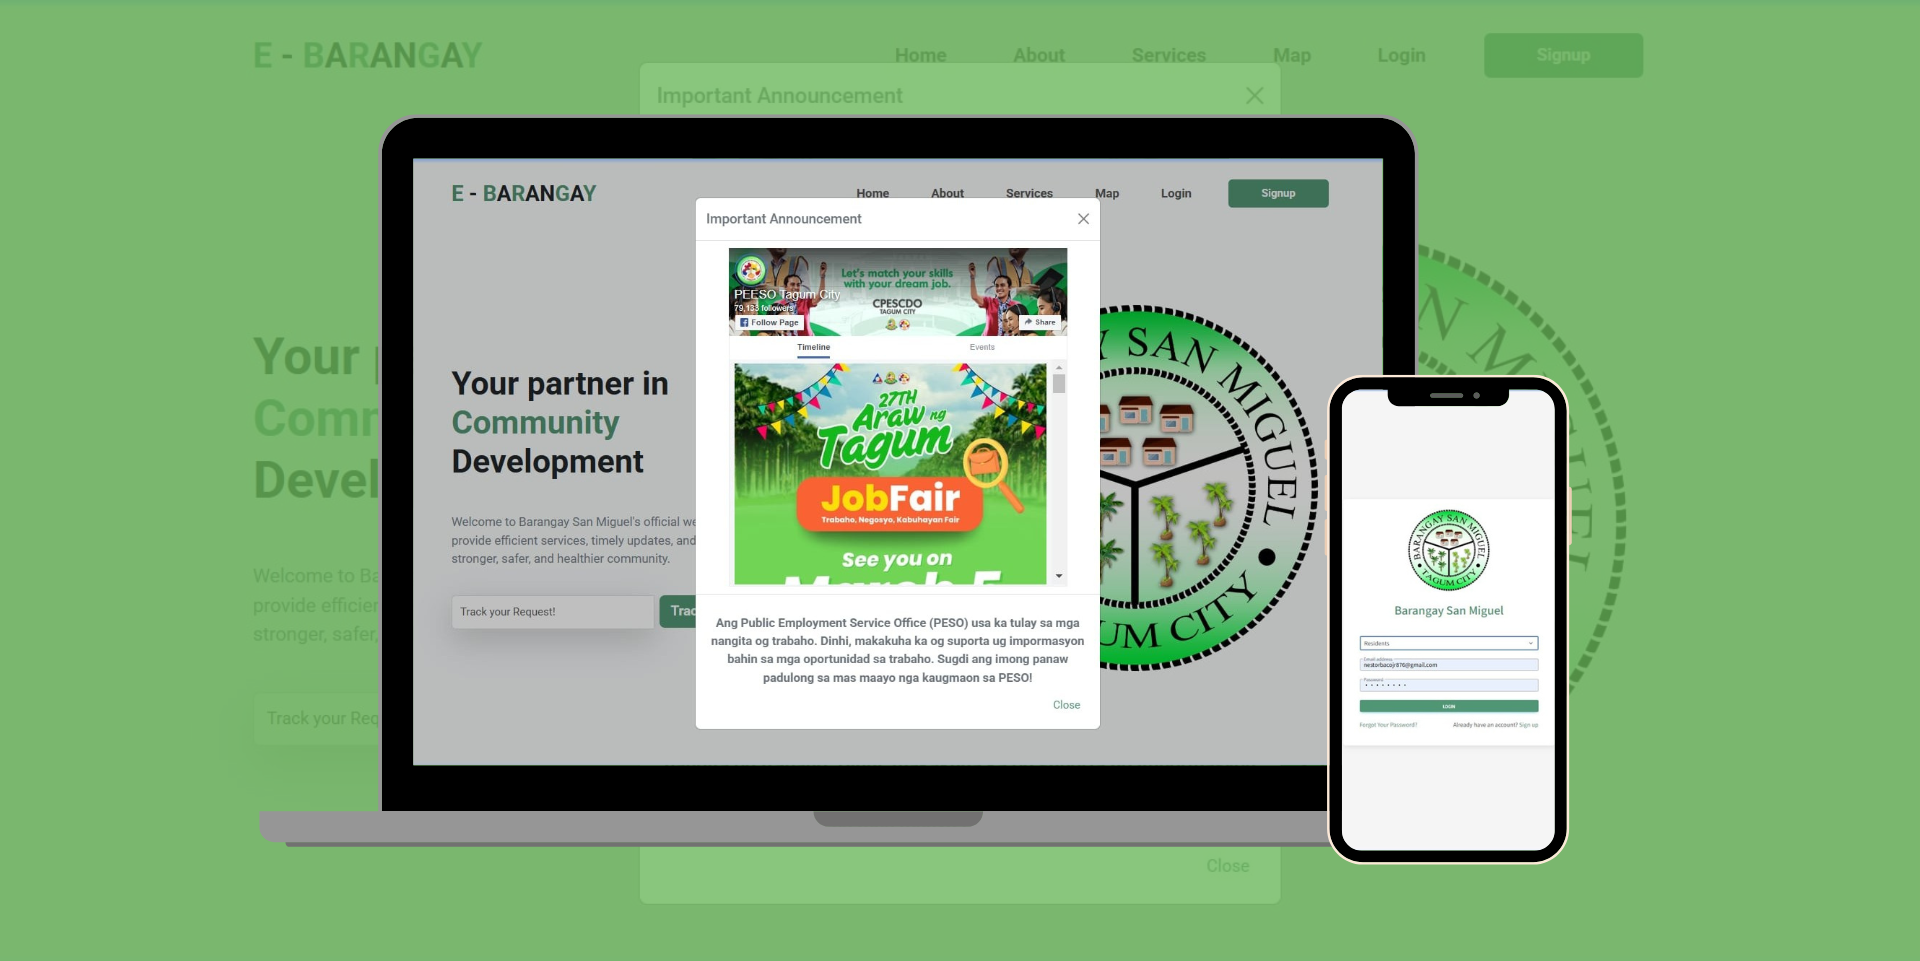 E - BARANGAY
Home About Services Map Login Signup
Important Announcement
E - BARANGAY
Home About Services Map Login Signup
Important Announcement
Let's match your skills
with your dream job.
PEESO Tagum City
79,133 followers
CPESCDO
TAGUM CITY
Follow Page
Share
Timeline Events
27TH
Araw ng
Tagum
JobFair
Trabaho, Negosyo, Kabuhayan Fair
See you on
March 5
Ang Public Employment Service Office (PESO) usa ka tulay sa mga
nangita og trabaho. Dinhi, makakuha ka og suporta ug impormasyon
bahin sa mga oportunidad sa trabaho. Sugdi ang imong panaw
padulong sa mas maayo nga kaugmaon sa PESO!
Close
Your partner in
Community
Development
Welcome to Barangay San Miguel's official we
provide efficient services, timely updates, and
stronger, safer, and healthier community.
Track your Request! Trac
Y SAN MIGUEL
UM CITY
BARANGAY SAN MIGUEL
TAGUM CITY
Barangay San Miguel
Residents
Email address
nestorbacojr876@gmail.com
Password
LOGIN
Forgot Your Password? Already have an account? Sign up
Your p
Comm
Devel
Welcome to Ba
provide efficier
stronger, safer,
Track your Req
N MIGUEL
Close